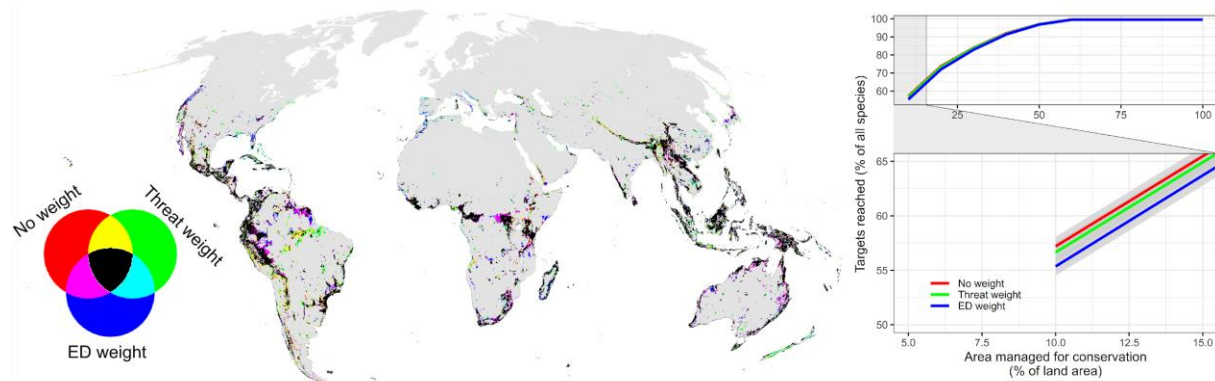 No weight
Threat weight
ED weight
Targets reached (% of all species)
100
90
80
70
60
25
50
75
100
65
60
55
50
No weight
Threat weight
ED weight
5.0
7.5
10.0
12.5
15.0
Area managed for conservation
(% of land area)